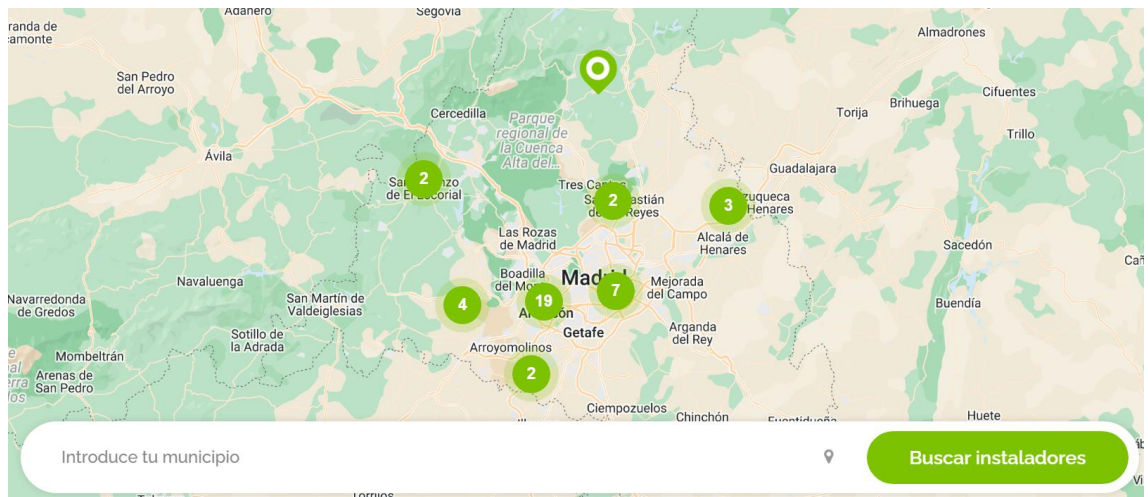 Adanero
Segovia
randa de
camonte
Almadrones
San Pedro
del Arroyo
Cifuentes
Brihuega
Cercedilla
Torija
Parque
regional de
la Cuenca
Alta del...
Trillo
Ávila
Guadalajara
2
de El Escorial
Tres
2
3
zuqueca
Henares
Las Rozas
de Madrid
Alcalá de
Henares
Sacedón
Boadilla
Navaluenga
Mejorada
del Campo
7
Navarredonda
de Gredos
San Martín de
Valdeiglesias
4
19
Buendía
Getafe
Arganda
del Rey
Sotillo de
la Adrada
Arroyomolinos
Mombeltrán
Arenas de
San Pedro
2
Ciempozuelos
Chinchón
Huete
Introduce tu municipio
Buscar instaladores